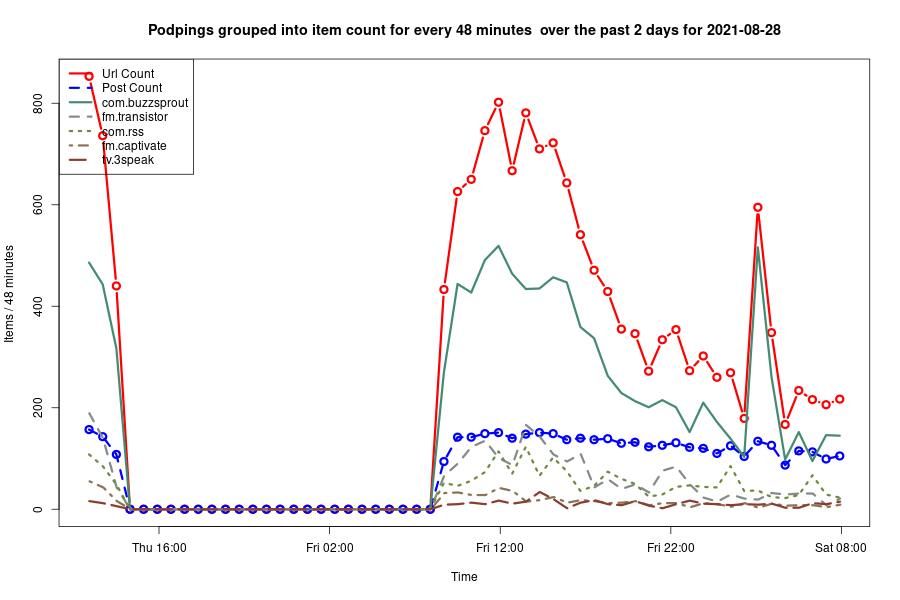 Podpings grouped into item count for every 48 minutes  over the past 2 days for 2021-08-28
Url Count
Post Count
com.buzzsprout
fm.transistor
com.rss
fm.captivate
tv.3speak
Items / 48 minutes
800
600
400
200
0
Thu 16:00
Fri 02:00
Fri 12:00
Fri 22:00
Sat 08:00
Time